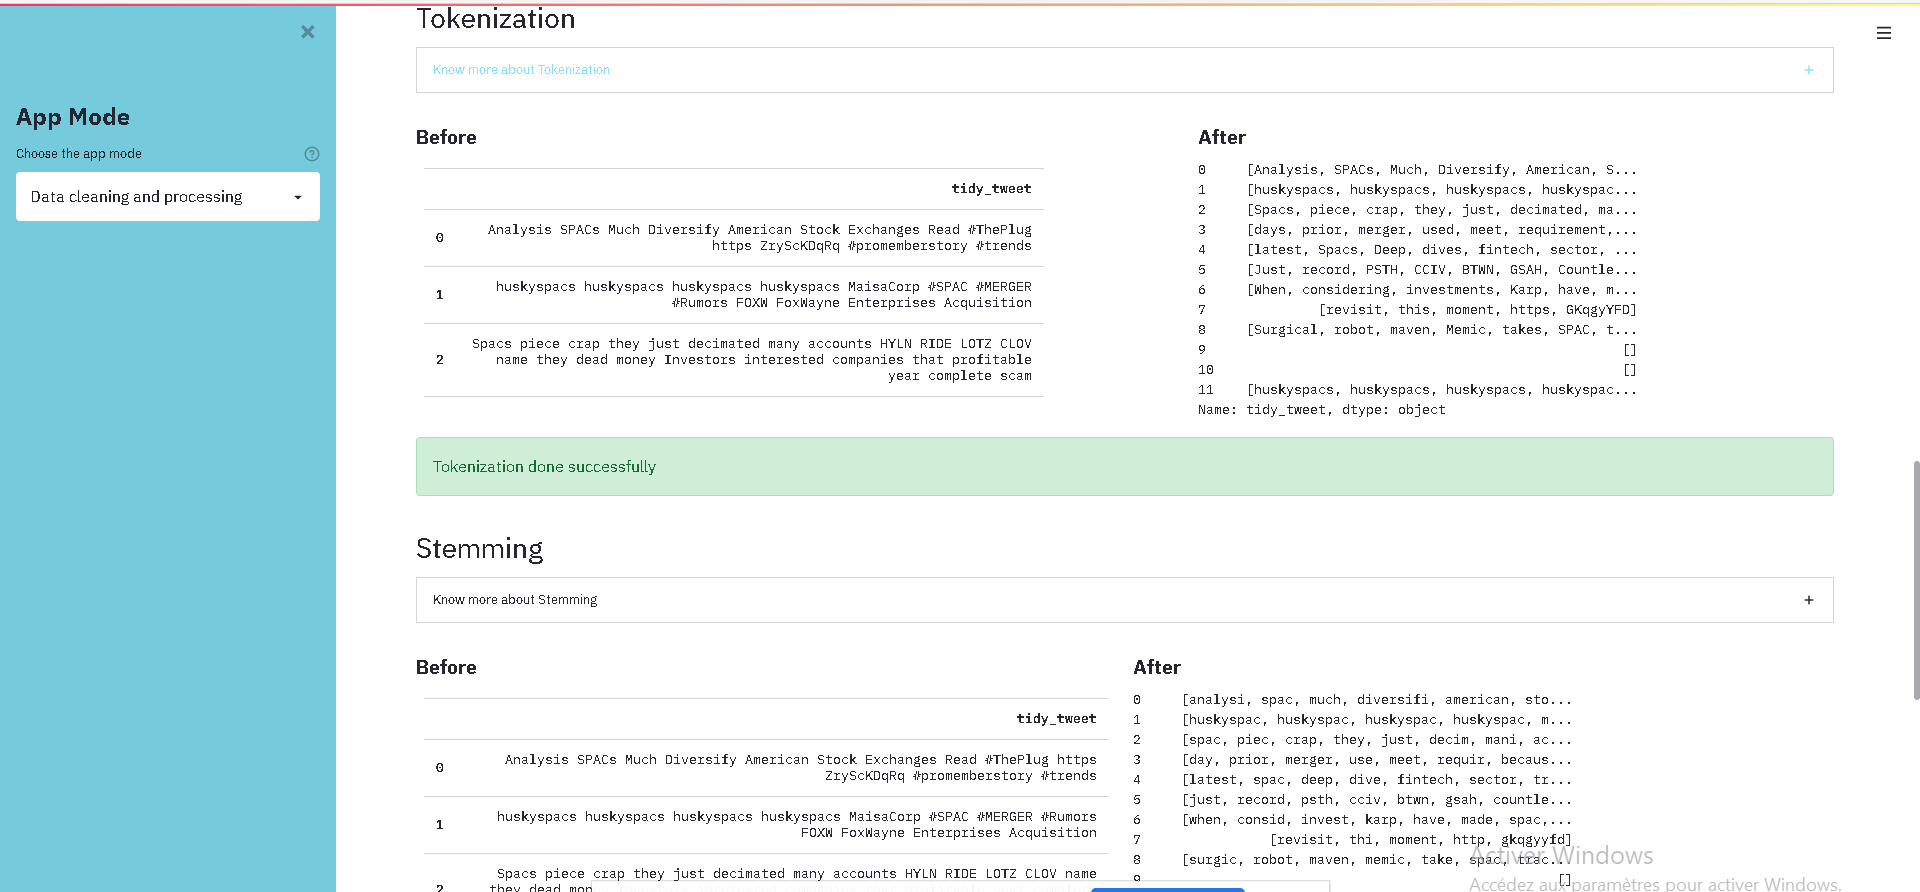 Tokenization
Know more about Tokenization +
App Mode
Choose the app mode
Data cleaning and processing
Before
tidy_tweet
0 Analysis SPACs Much Diversify American Stock Exchanges Read #ThePlug
https ZryScKDqRq #promemberstory #trends
1 huskyspacs huskyspacs huskyspacs huskyspacs MaisaCorp #SPAC #MERGER
#Rumors FOXW FoxWayne Enterprises Acquisition
2 Spacs piece crap they just decimated many accounts HYLN RIDE LOTZ CLOV
name they dead money Investors interested companies that profitable
year complete scam
After
0 [Analysis, SPACs, Much, Diversify, American, S...
1 [huskyspacs, huskyspacs, huskyspacs, huskyspac...
2 [Spacs, piece, crap, they, just, decimated, ma...
3 [days, prior, merger, used, meet, requirement,...
4 [latest, Spacs, Deep, dives, fintech, sector, ...
5 [Just, record, PSTH, CCIV, BTWN, GSAH, Countle...
6 [When, considering, investments, Karp, have, m...
7 [revisit, this, moment, https, GKqgyYFD]
8 [Surgical, robot, maven, Memic, takes, SPAC, t...
9 []
10 []
11 [huskyspacs, huskyspacs, huskyspacs, huskyspac...
Name: tidy_tweet, dtype: object
Tokenization done successfully
Stemming
Know more about Stemming +
Before
tidy_tweet
0 Analysis SPACs Much Diversify American Stock Exchanges Read #ThePlug https
ZryScKDqRq #promemberstory #trends
1 huskyspacs huskyspacs huskyspacs huskyspacs MaisaCorp #SPAC #MERGER #Rumors
FOXW FoxWayne Enterprises Acquisition
2 Spacs piece crap they just decimated many accounts HYLN RIDE LOTZ CLOV name
they dead
After
0 [analysi, spac, much, diversifi, american, sto...
1 [huskyspac, huskyspac, huskyspac, huskyspac, m...
2 [spac, piec, crap, they, just, decim, mani, ac...
3 [day, prior, merger, use, meet, requir, becaus...
4 [latest, spac, deep, dive, fintech, sector, tr...
5 [just, record, psth, cciv, btwn, gsah, countle...
6 [when, consid, invest, karp, have, made, spac,...
7 [revisit, thi, moment, http, gkqgyyfd]
8 [surgic, robot, maven, memic, take, spac, trac...
9 []
Activer Windows
Accédez aux paramètres pour activer Windows.